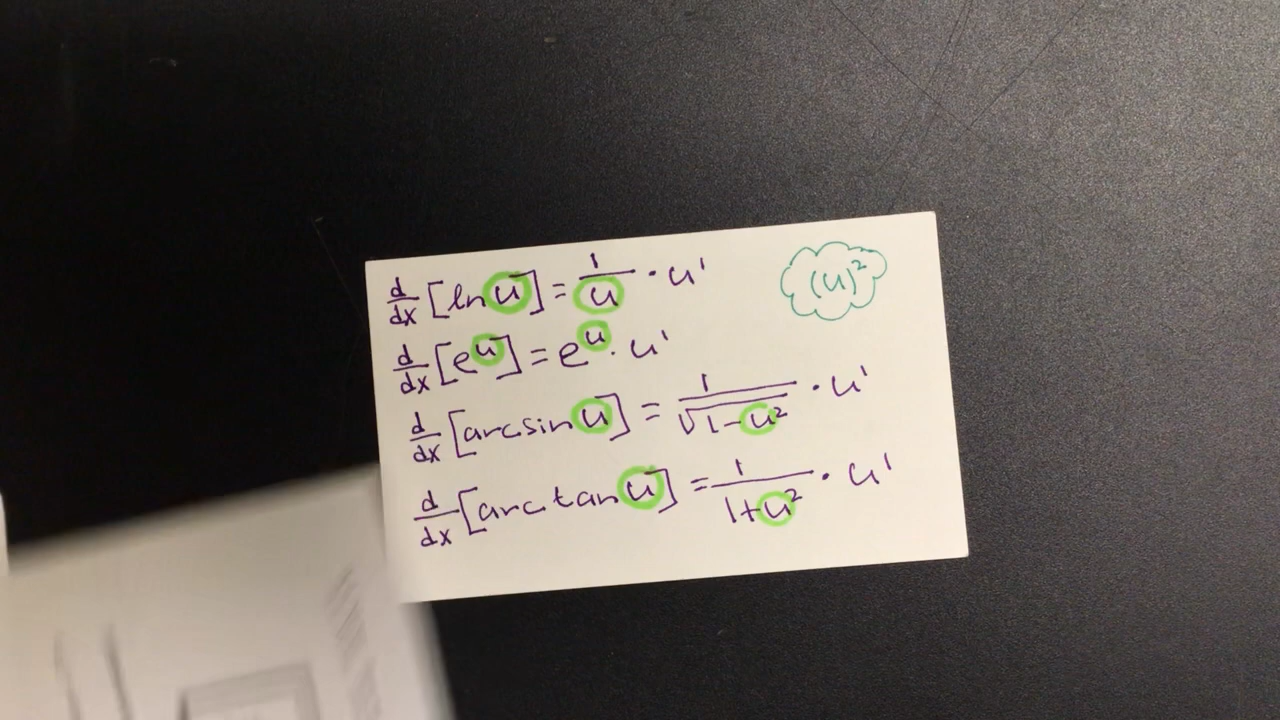 d/dx [ln u] = 1/u · u'
(u)²
d/dx [e^u] = e^u · u'
d/dx [arcsin u] = 1/√(1-u²) · u'
d/dx [arctan u] = 1/(1+u²) · u'